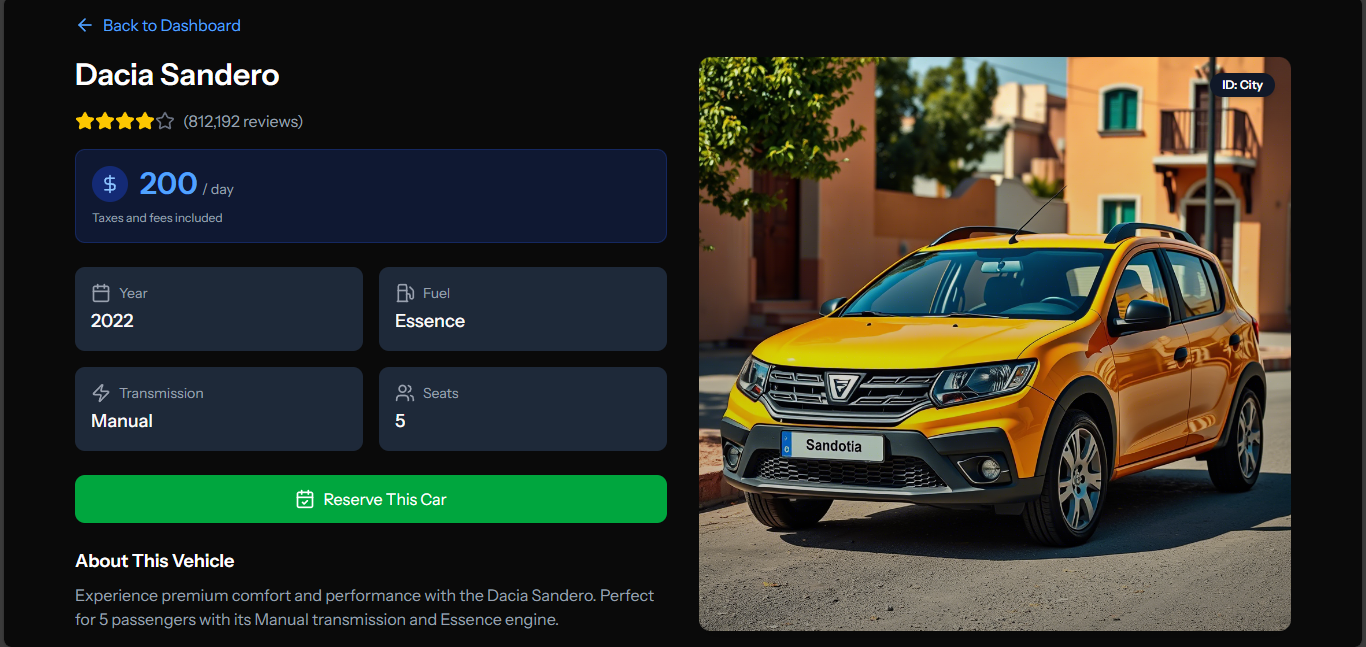 Back to Dashboard
Dacia Sandero
(812,192 reviews)
$ 200 / day
Taxes and fees included
Year
2022
Fuel
Essence
Transmission
Manual
Seats
5
Reserve This Car
About This Vehicle
Experience premium comfort and performance with the Dacia Sandero. Perfect
for 5 passengers with its Manual transmission and Essence engine.
ID: City
Sandotia